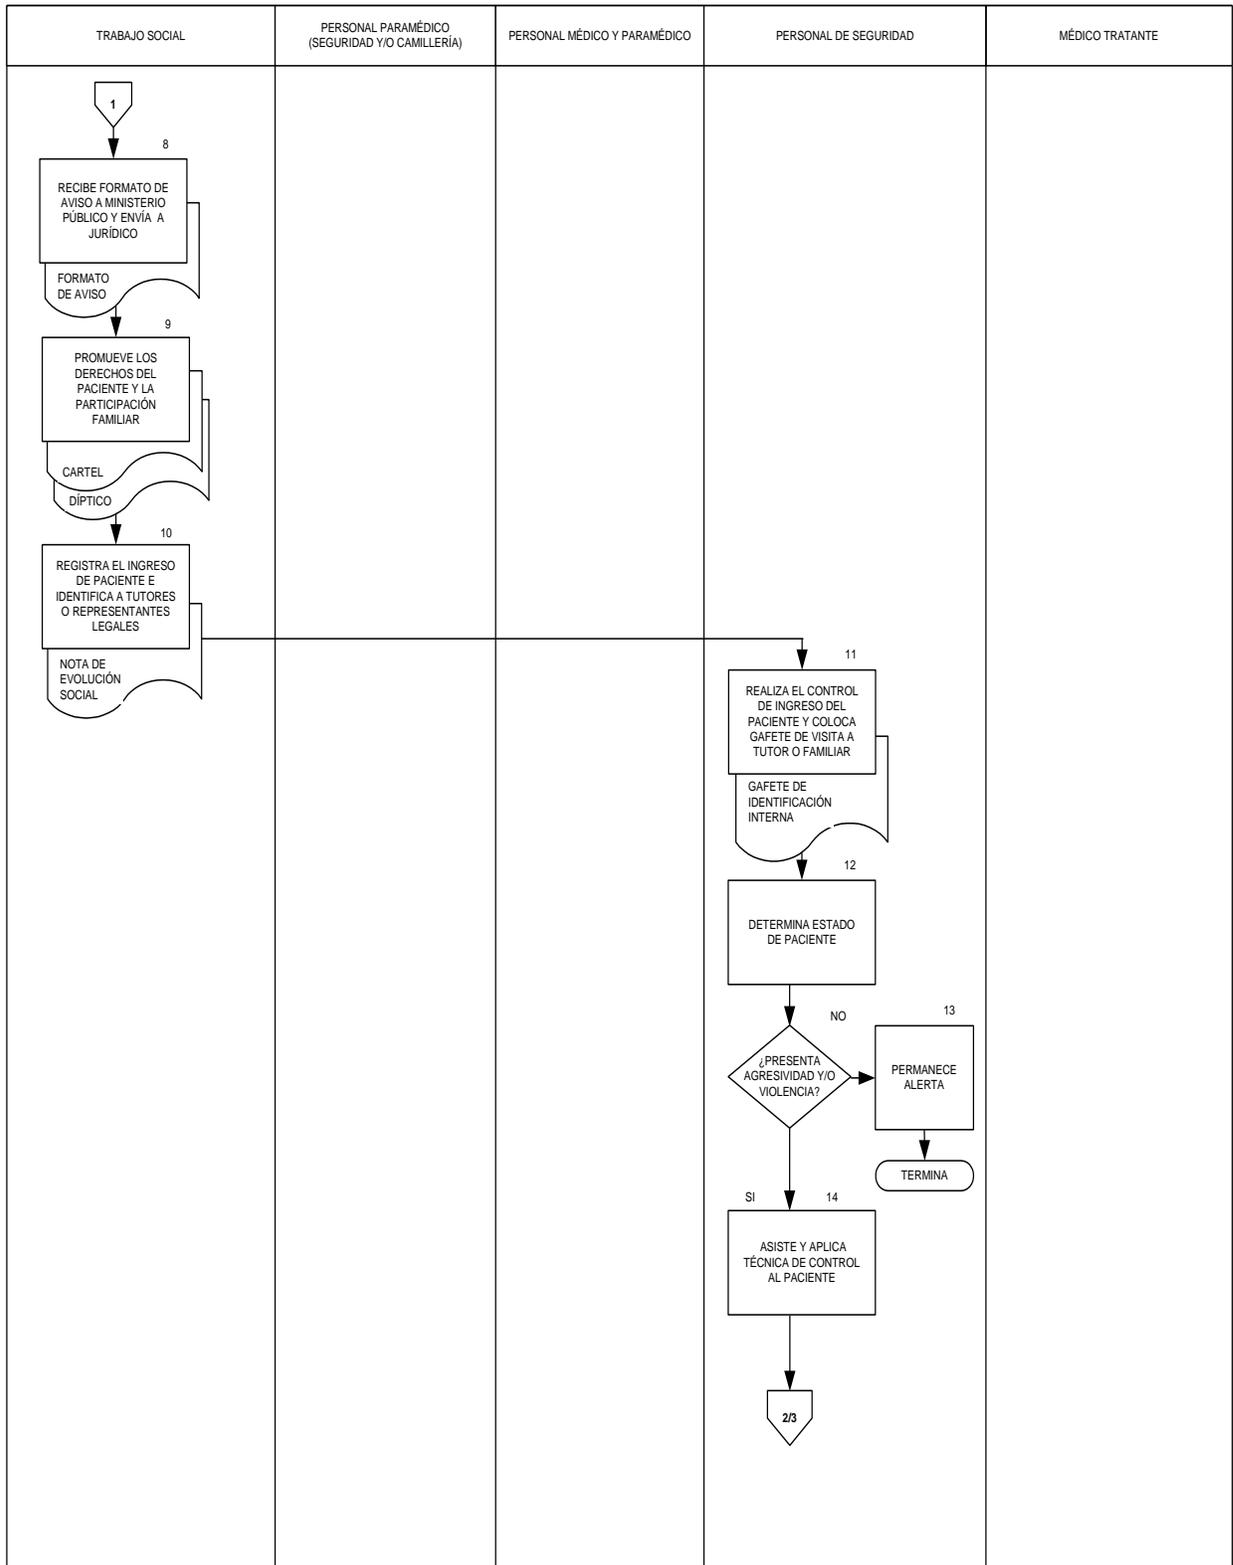 TRABAJO SOCIAL
PERSONAL PARAMÉDICO
(SEGURIDAD Y/O CAMILLERÍA)
PERSONAL MÉDICO Y PARAMÉDICO
PERSONAL DE SEGURIDAD
MÉDICO TRATANTE
1
8
RECIBE FORMATO DE
AVISO A MINISTERIO
PÚBLICO Y ENVÍA A
JURÍDICO
FORMATO
DE AVISO
9
PROMUEVE LOS
DERECHOS DEL
PACIENTE Y LA
PARTICIPACIÓN
FAMILIAR
CARTEL
DÍPTICO
10
REGISTRA EL INGRESO
DE PACIENTE E
IDENTIFICA A TUTORES
O REPRESENTANTES
LEGALES
NOTA DE
EVOLUCIÓN
SOCIAL
11
REALIZA EL CONTROL
DE INGRESO DEL
PACIENTE Y COLOCA
GAFETE DE VISITA A
TUTOR O FAMILIAR
GAFETE DE
IDENTIFICACIÓN
INTERNA
12
DETERMINA ESTADO
DE PACIENTE
¿PRESENTA
AGRESIVIDAD Y/O
VIOLENCIA?
NO
13
PERMANECE
ALERTA
TERMINA
SI
14
ASISTE Y APLICA
TÉCNICA DE CONTROL
AL PACIENTE
2/3